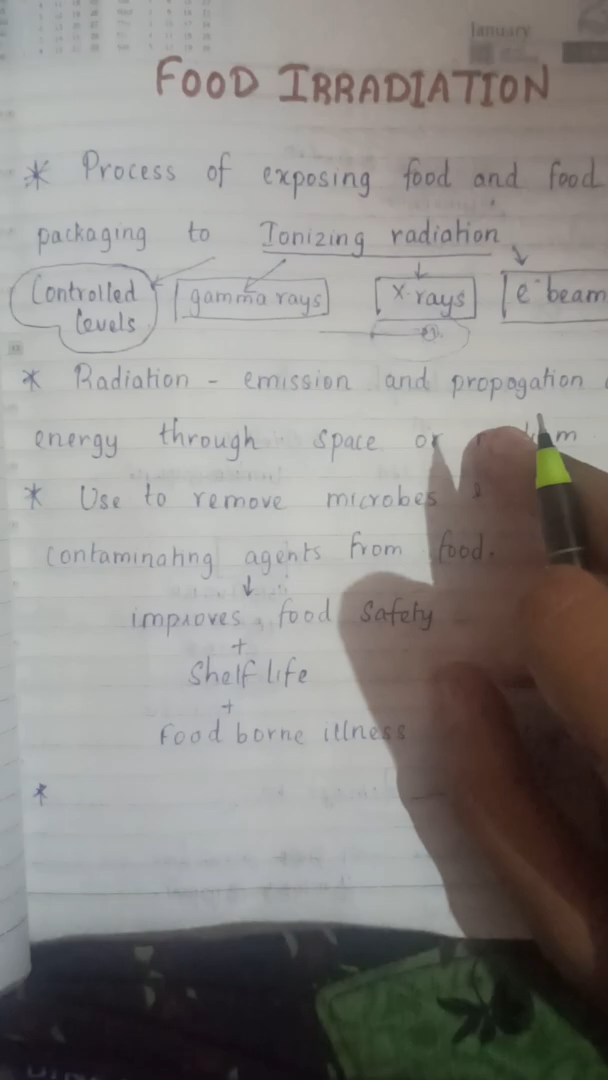 January
FOOD IRRADIATION
* Process of exposing food and food
packaging to Ionizing radiation
Controlled levels
gamma rays
X-rays
e⁻ beam
* Radiation - emission and propogation
energy through space or
* Use to remove microbes &
contaminating agents from food.
improves food safety
+
Shelf life
+
Food borne illness
*